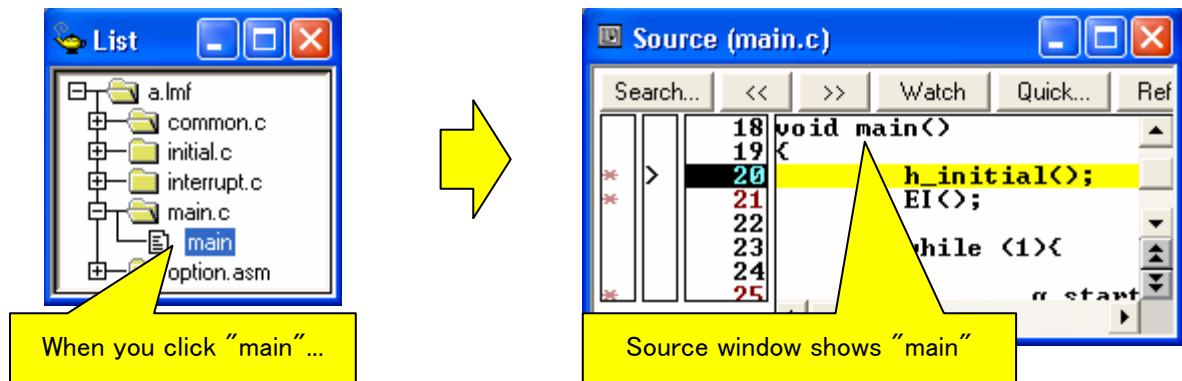 List
a.lmf
common.c
initial.c
interrupt.c
main.c
main
option.asm
When you click "main"...
Source (main.c)
Search... << >> Watch Quick... Ref
18 void main()
19 {
* > 20 h_initial();
* 21 EI();
22
23 while (1){
24
* 25 g_start
Source window shows "main"